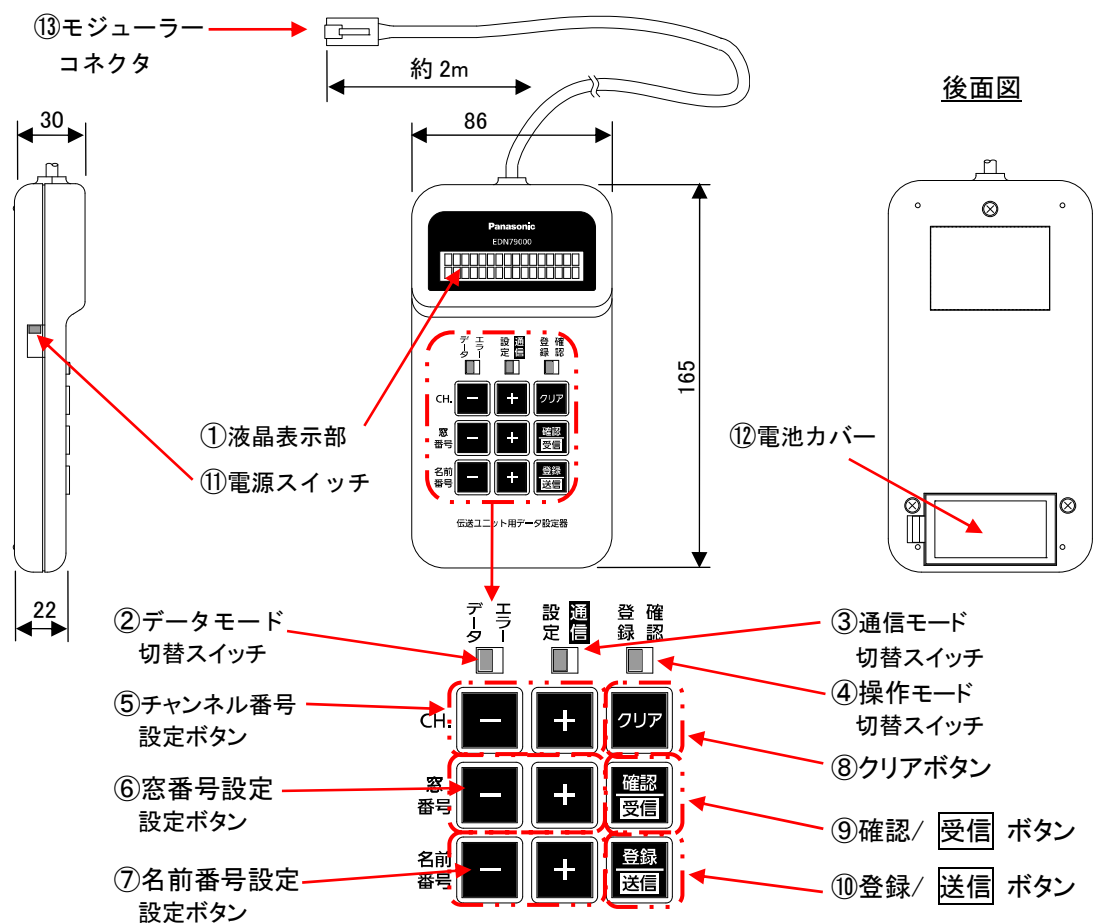 ⑬モジューラー
コネクタ
約 2m
後面図
30
86
Panasonic
EDN79000
165
データ
エラー
設定
通信
登録
確認
CH.
－
＋
クリア
窓
番号
－
＋
確認
受信
名前
番号
－
＋
登録
送信
伝送ユニット用データ設定器
①液晶表示部
⑪電源スイッチ
⑫電池カバー
22
②データモード
切替スイッチ
データ
エラー
設定
通信
登録
確認
③通信モード
切替スイッチ
④操作モード
切替スイッチ
⑤チャンネル番号
設定ボタン
CH.
－
＋
クリア
⑧クリアボタン
⑥窓番号設定
設定ボタン
窓
番号
－
＋
確認
受信
⑨確認/ 受信 ボタン
⑦名前番号設定
設定ボタン
名前
番号
－
＋
登録
送信
⑩登録/ 送信 ボタン